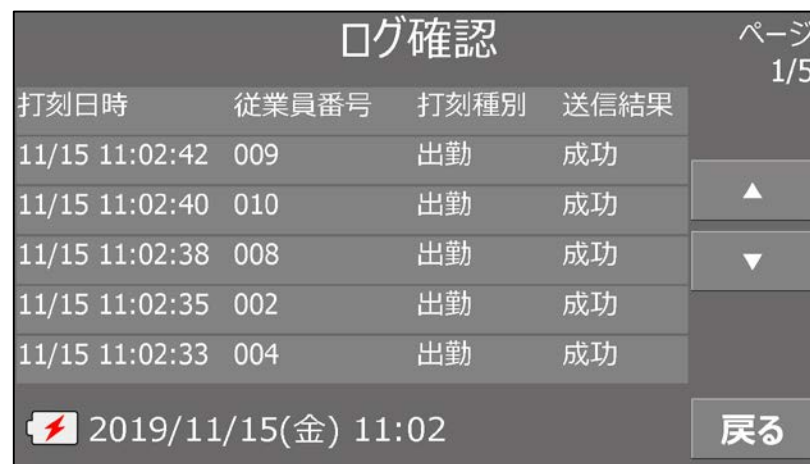 ログ確認
ページ
1/5
打刻日時 従業員番号 打刻種別 送信結果
11/15 11:02:42 009 出勤 成功
11/15 11:02:40 010 出勤 成功
11/15 11:02:38 008 出勤 成功
11/15 11:02:35 002 出勤 成功
11/15 11:02:33 004 出勤 成功
▲
▼
2019/11/15(金) 11:02
戻る